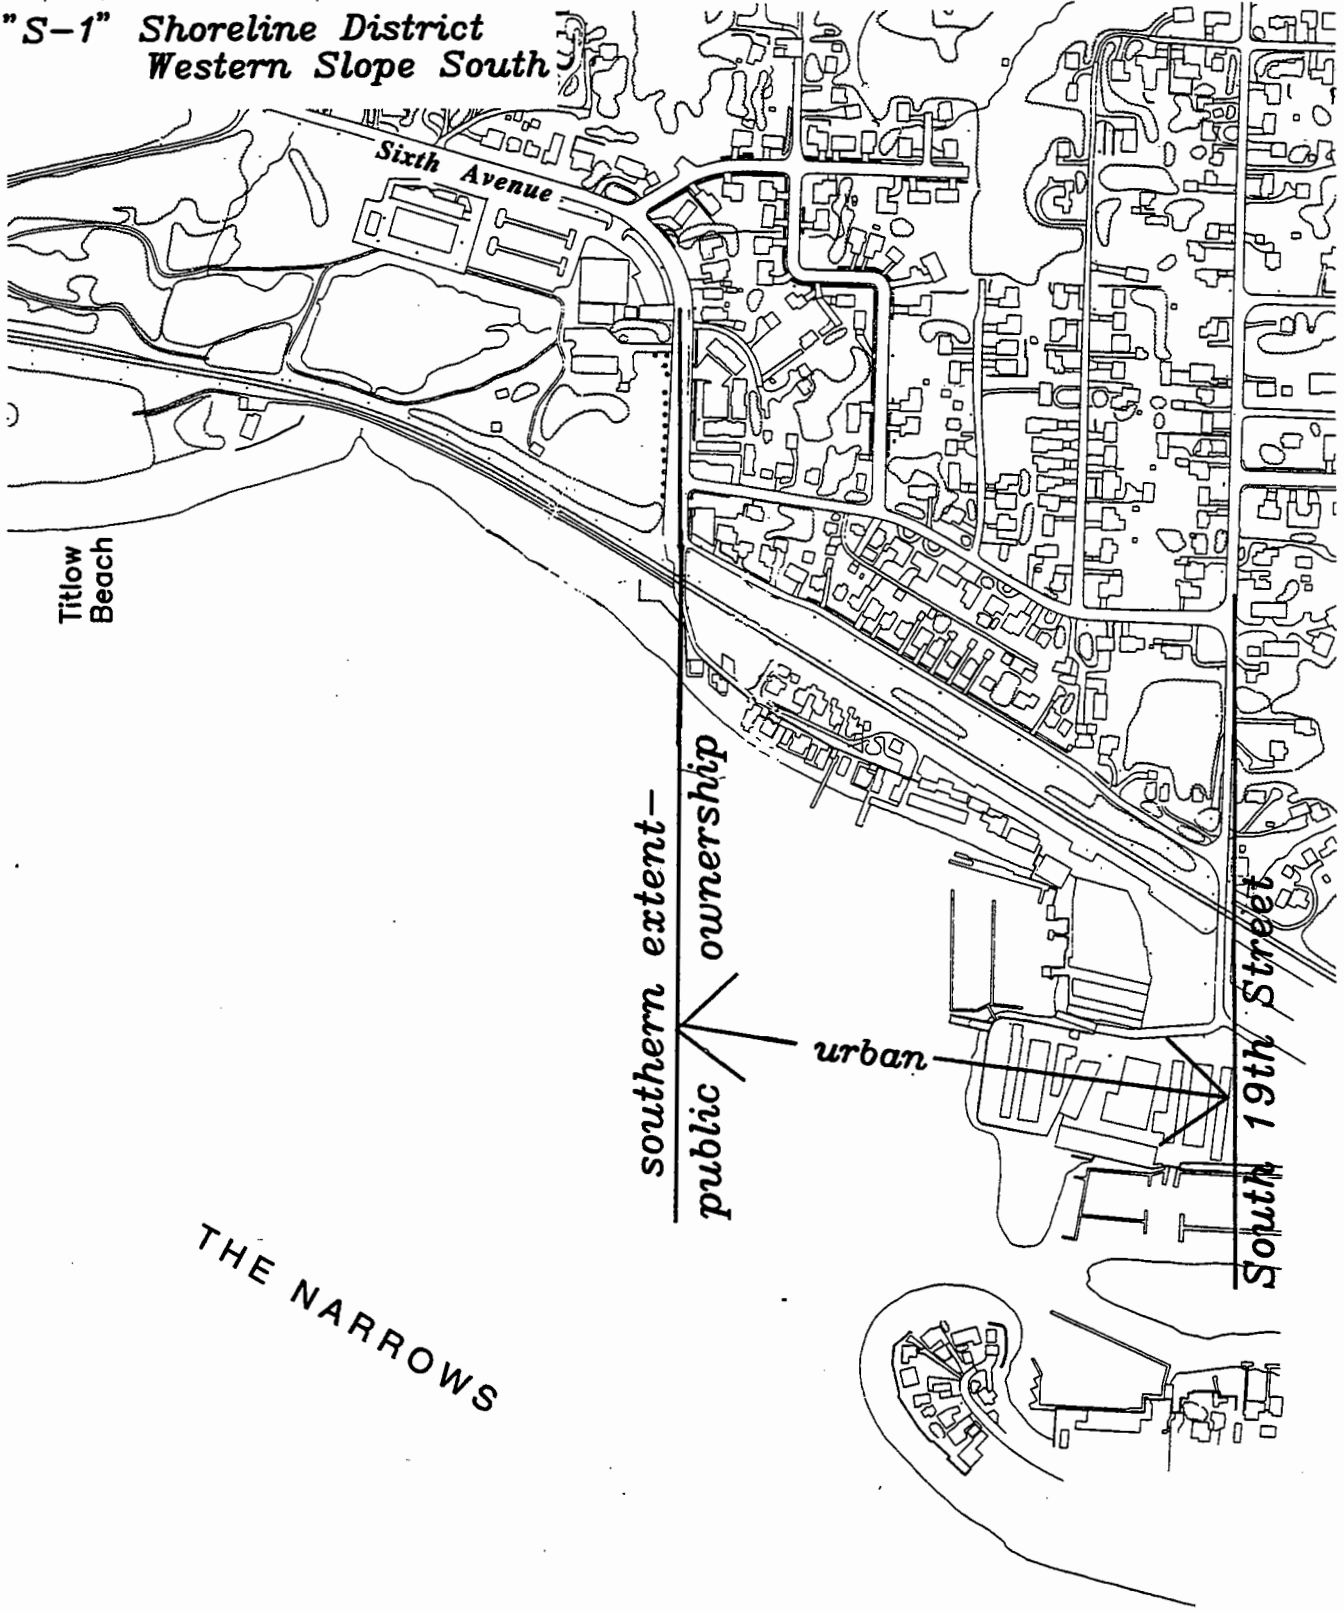 "S-1" Shoreline District
Western Slope South
Sixth Avenue
Titlow
Beach
southern extent-
public ownership
urban
South 19th Street
THE NARROWS